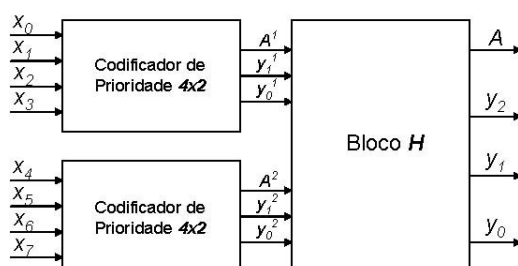 x₀
x₁
x₂
x₃
Codificador de
Prioridade 4x2
A¹
y₁¹
y₀¹
x₄
x₅
x₆
x₇
Codificador de
Prioridade 4x2
A²
y₁²
y₀²
Bloco H
A
y₂
y₁
y₀